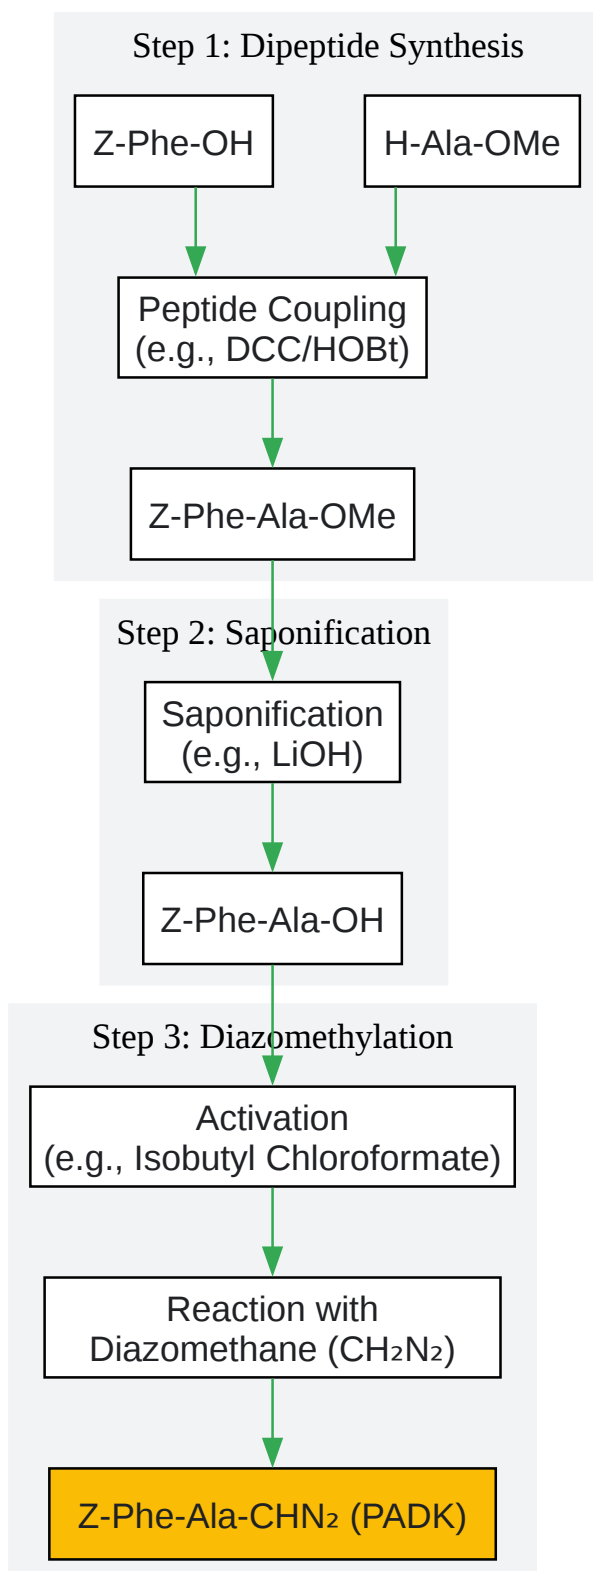 Step 1: Dipeptide Synthesis
Z-Phe-OH
H-Ala-OMe
Peptide Coupling
(e.g., DCC/HOBt)
Z-Phe-Ala-OMe
Step 2: Saponification
Saponification
(e.g., LiOH)
Z-Phe-Ala-OH
Step 3: Diazomethylation
Activation
(e.g., Isobutyl Chloroformate)
Reaction with
Diazomethane (CH₂N₂)
Z-Phe-Ala-CHN₂ (PADK)